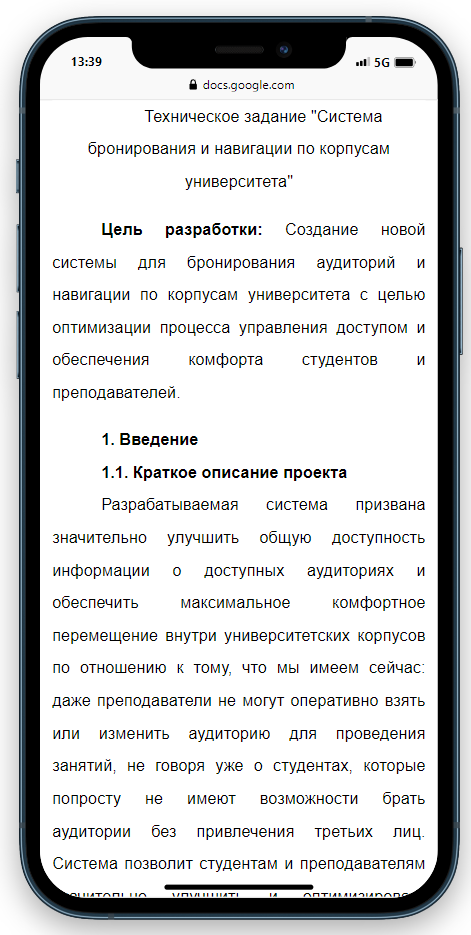 13:39
5G
docs.google.com
Техническое задание "Система
бронирования и навигации по корпусам
университета"
Цель разработки: Создание новой
системы для бронирования аудиторий и
навигации по корпусам университета с целью
оптимизации процесса управления доступом и
обеспечения комфорта студентов и
преподавателей.
1. Введение
1.1. Краткое описание проекта
Разрабатываемая система призвана
значительно улучшить общую доступность
информации о доступных аудиториях и
обеспечить максимальное комфортное
перемещение внутри университетских корпусов
по отношению к тому, что мы имеем сейчас:
даже преподаватели не могут оперативно взять
или изменить аудиторию для проведения
занятий, не говоря уже о студентах, которые
попросту не имеют возможности брать
аудитории без привлечения третьих лиц.
Система позволит студентам и преподавателям